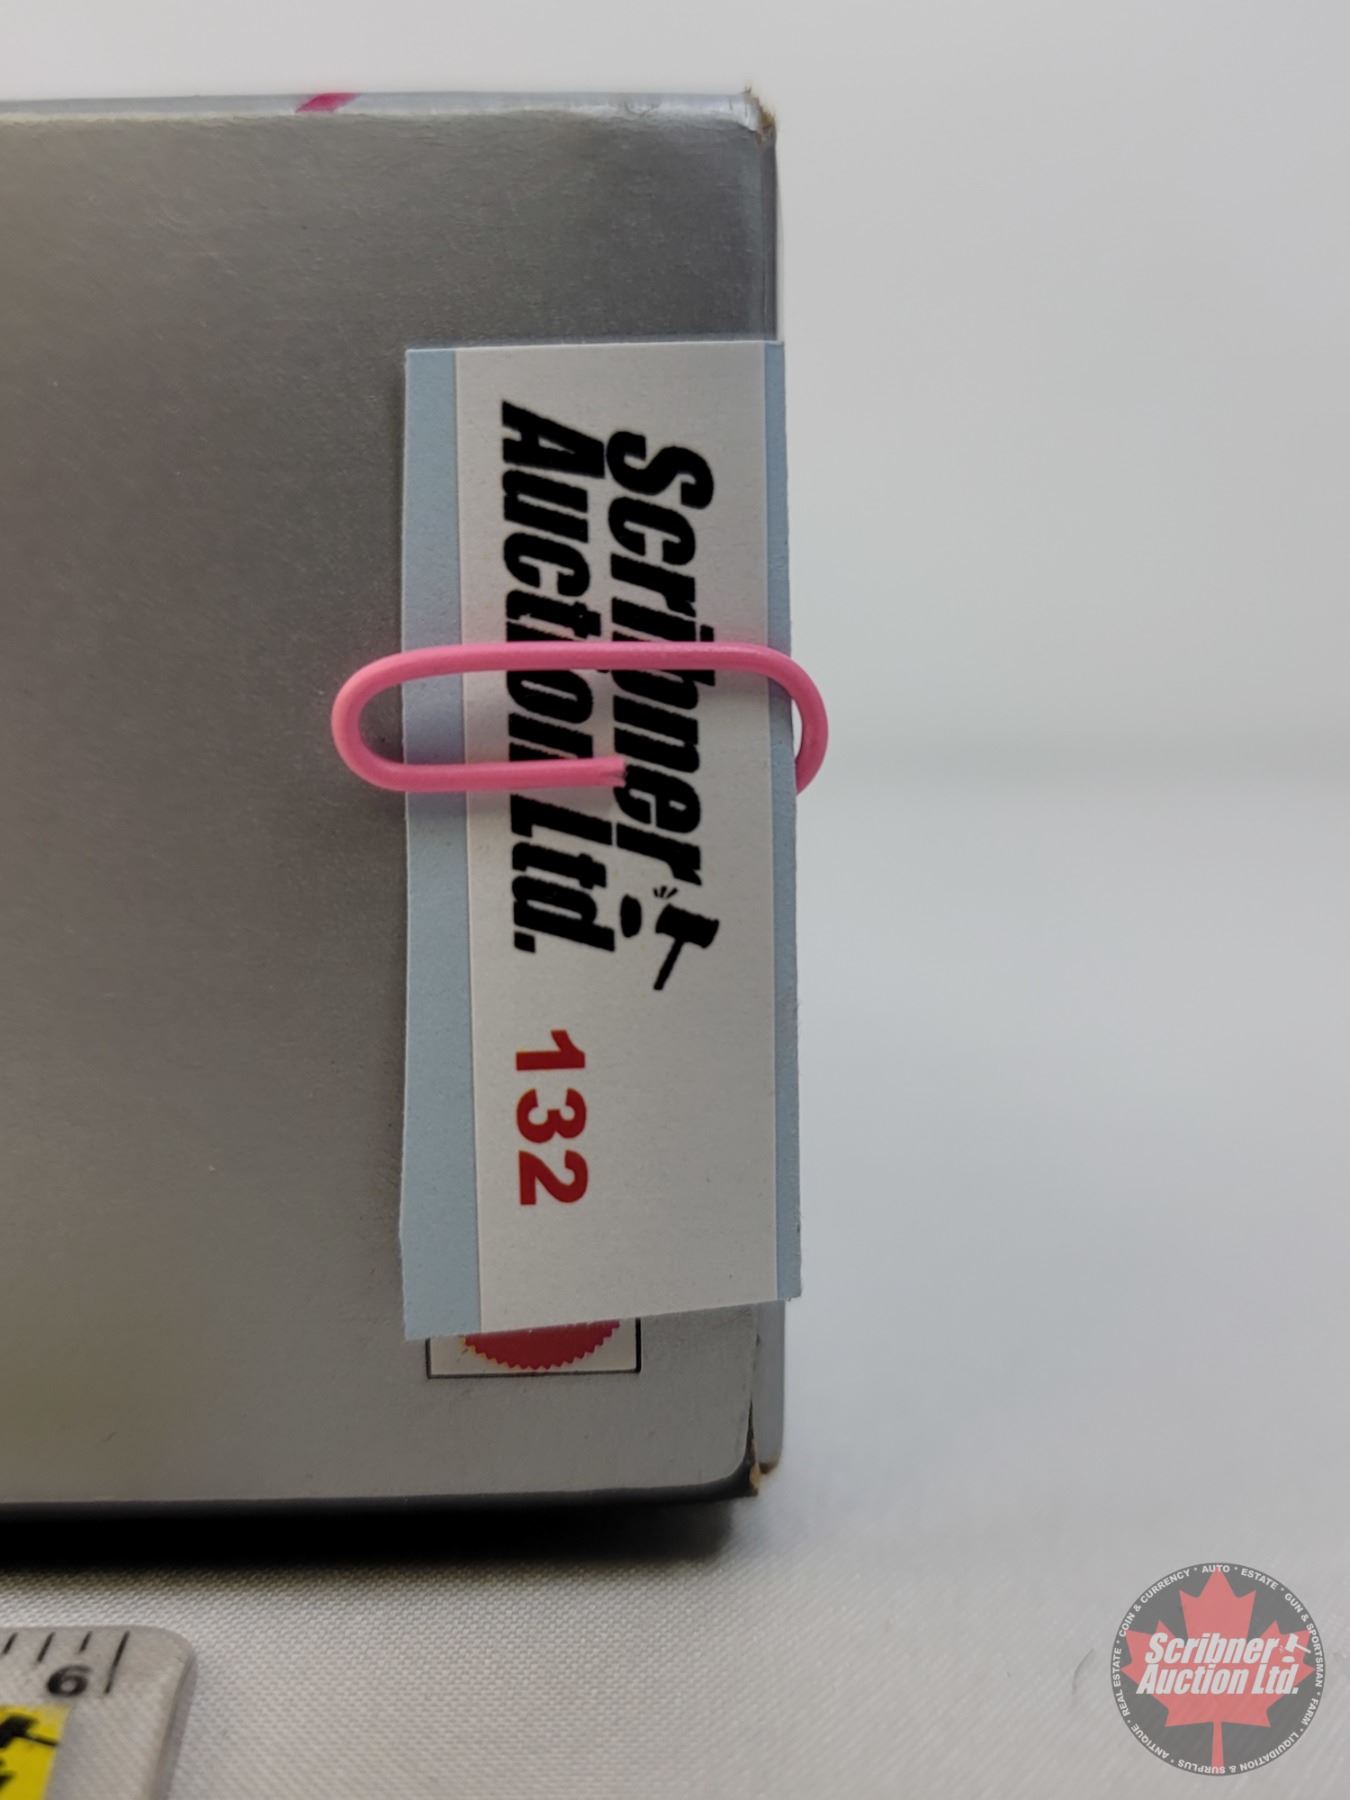 Scribner
Auction Ltd.
132
6
COIN & CURRENCY • AUTO • ESTATE • GUN & SPORTSMAN • FARM • LIQUIDATION & SURPLUS • ANTIQUE • REAL ESTATE •
Scribner
Auction Ltd.